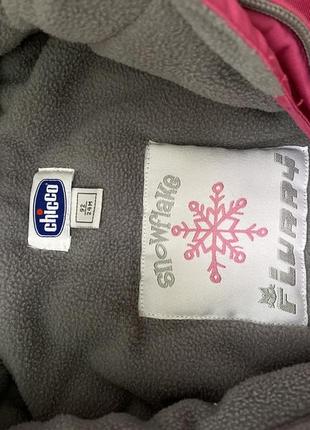 chicco
92
24M
snowflake
FLURRY